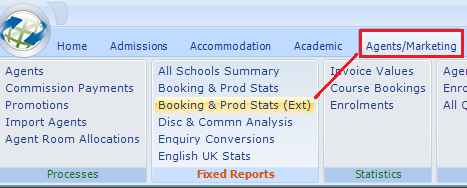 Home Admissions Accommodation Academic Agents/Marketing
Agents
Commission Payments
Promotions
Import Agents
Agent Room Allocations
Processes
All Schools Summary
Booking & Prod Stats
Booking & Prod Stats (Ext)
Disc & Commn Analysis
Enquiry Conversions
English UK Stats
Fixed Reports
Invoice Values
Course Bookings
Enrolments
Statistics
Age
Enro
All Q